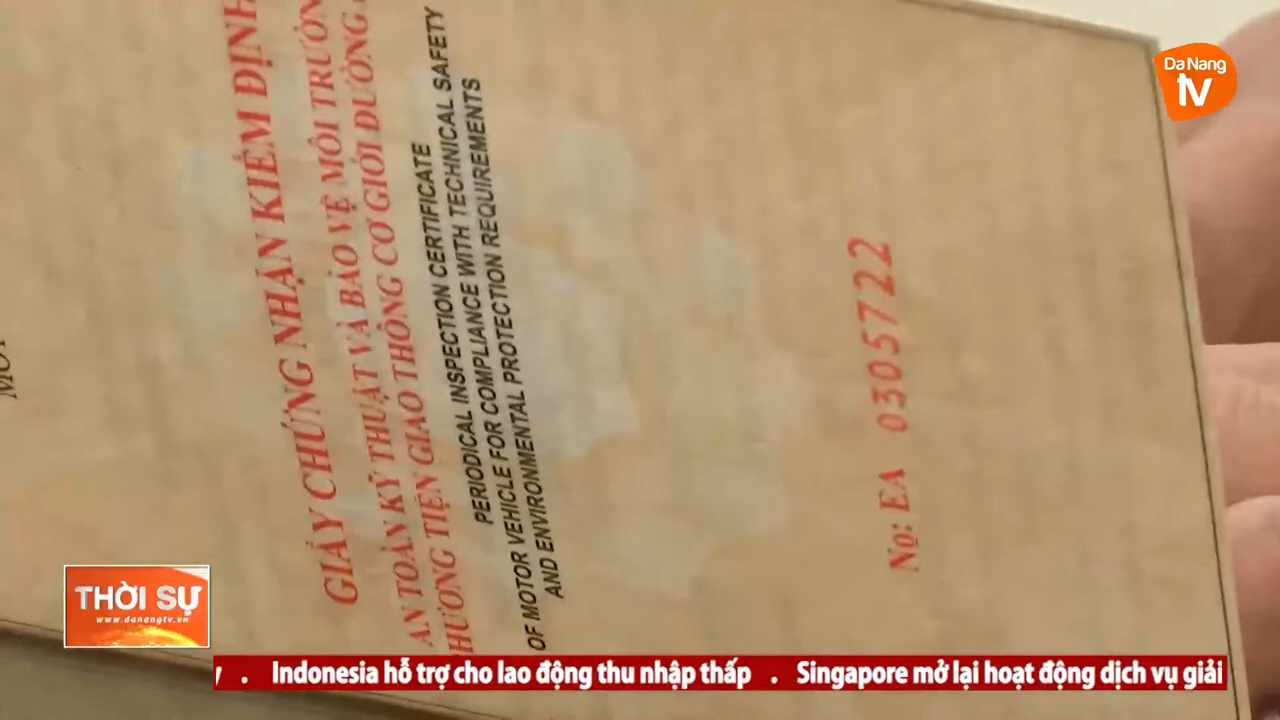 Da Nang
tv
GIẤY CHỨNG NHẬN KIỂM ĐỊNH
AN TOÀN KỸ THUẬT VÀ BẢO VỆ MÔI TRƯỜN
HƯƠNG TIỆN GIAO THÔNG CƠ GIỚI ĐƯỜNG
PERIODICAL INSPECTION CERTIFICATE
OF MOTOR VEHICLE FOR COMPLIANCE WITH TECHNICAL SAFETY
AND ENVIRONMENTAL PROTECTION REQUIREMENTS
No: EA 0305722
THỜI SỰ
www.danangtv.vn
. Indonesia hỗ trợ cho lao động thu nhập thấp . Singapore mở lại hoạt động dịch vụ giải